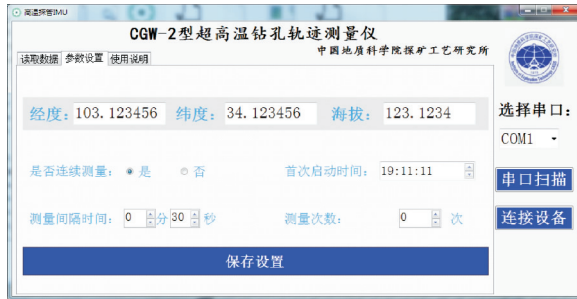 高温探管IMU
CGW-2型超高温钻孔轨迹测量仪
中国地质科学院探矿工艺研究所
读取数据 参数设置 使用说明
经度: 103.123456 纬度: 34.123456 海拔: 123.1234
选择串口:
COM1
是否连续测量: 是 否 首次启动时间: 19:11:11
串口扫描
测量间隔时间: 0 分 30 秒 测量次数: 0 次
连接设备
保存设置